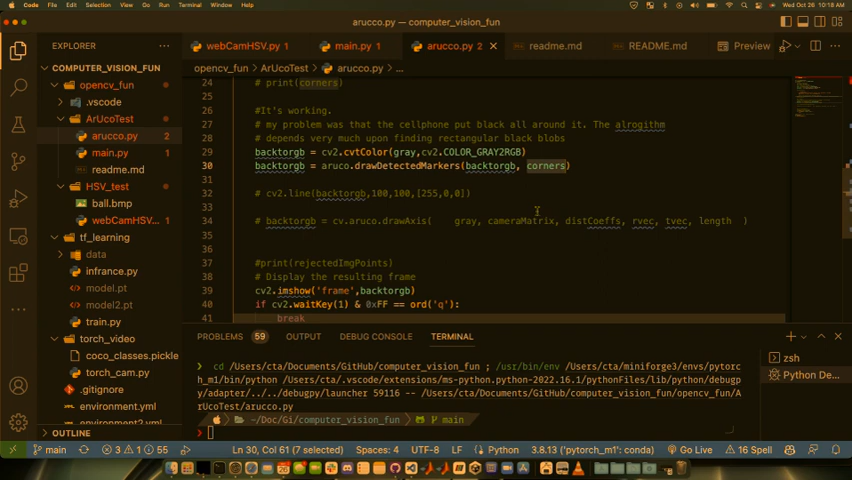 Code File Edit Selection View Go Run Terminal Window Help Wed Oct 26 10:18 AM
arucco.py — computer_vision_fun
EXPLORER ...
webCamHSV.py 1 main.py 1 arucco.py 2 readme.md README.md Preview
COMPUTER_VISION_FUN
opencv_fun > ArUcoTest > arucco.py > ...
opencv_fun
.vscode
ArUcoTest
arucco.py 2
main.py 1
readme.md
HSV_test
ball.bmp
webCamHSV...
tf_learning
data
infrance.py
model.pt
model2.pt
train.py
torch_video
coco_classes.pickle
torch_cam.py
.gitignore
environment.yml
environment2.yml
OUTLINE
24 # print(corners)
25
26 #It's working.
27 # my problem was that the cellphone put black all around it. The alrogithm
28 # depends very much upon finding rectangular black blobs
29 backtorgb = cv2.cvtColor(gray,cv2.COLOR_GRAY2RGB)
30 backtorgb = aruco.drawDetectedMarkers(backtorgb, corners)
31
32 # cv2.line(backtorgb,100,100,[255,0,0])
33
34 # backtorgb = cv.aruco.drawAxis( gray, cameraMatrix, distCoeffs, rvec, tvec, length )
35
36
37 #print(rejectedImgPoints)
38 # Display the resulting frame
39 cv2.imshow('frame',backtorgb)
40 if cv2.waitKey(1) & 0xFF == ord('q'):
41 break
PROBLEMS 59 OUTPUT DEBUG CONSOLE TERMINAL
cd /Users/cta/Documents/GitHub/computer_vision_fun ; /usr/bin/env /Users/cta/miniforge3/envs/pytorc
h_m1/bin/python /Users/cta/.vscode/extensions/ms-python.python-2022.16.1/pythonFiles/lib/python/debug
py/adapter/../../debugpy/launcher 59116 -- /Users/cta/Documents/GitHub/computer_vision_fun/opencv_fun/A
rUcoTest/arucco.py
~/Doc/Gi/computer_vision_fun main
zsh
Python De...
main 3 1 55 Ln 30, Col 61 (7 selected) Spaces: 4 UTF-8 LF Python 3.8.13 ('pytorch_m1': conda) Go Live 16 Spell